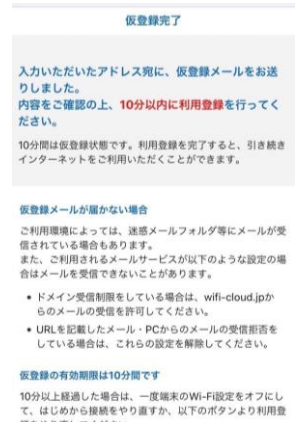 仮登録完了
入力いただいたアドレス宛に、仮登録メールをお送
りしました。
内容をご確認の上、10分以内に利用登録を行ってく
ださい。
10分間は仮登録状態です。利用登録を完了すると、引き続き
インターネットをご利用いただくことができます。
仮登録メールが届かない場合
ご利用環境によっては、迷惑メールフォルダ等にメールが受
信されている場合もあります。
また、ご利用されるメールサービスが以下のような設定の場
合はメールを受信できないことがあります。
• ドメイン受信制限をしている場合は、wifi-cloud.jpか
らのメールの受信を許可してください。
• URLを記載したメール・PCからのメールの受信拒否を
している場合は、これらの設定を解除してください。
仮登録の有効期限は10分間です
10分以上経過した場合は、一度端末のWi-Fi設定をオフにし
て、はじめから接続をやり直すか、以下のボタンより利用登